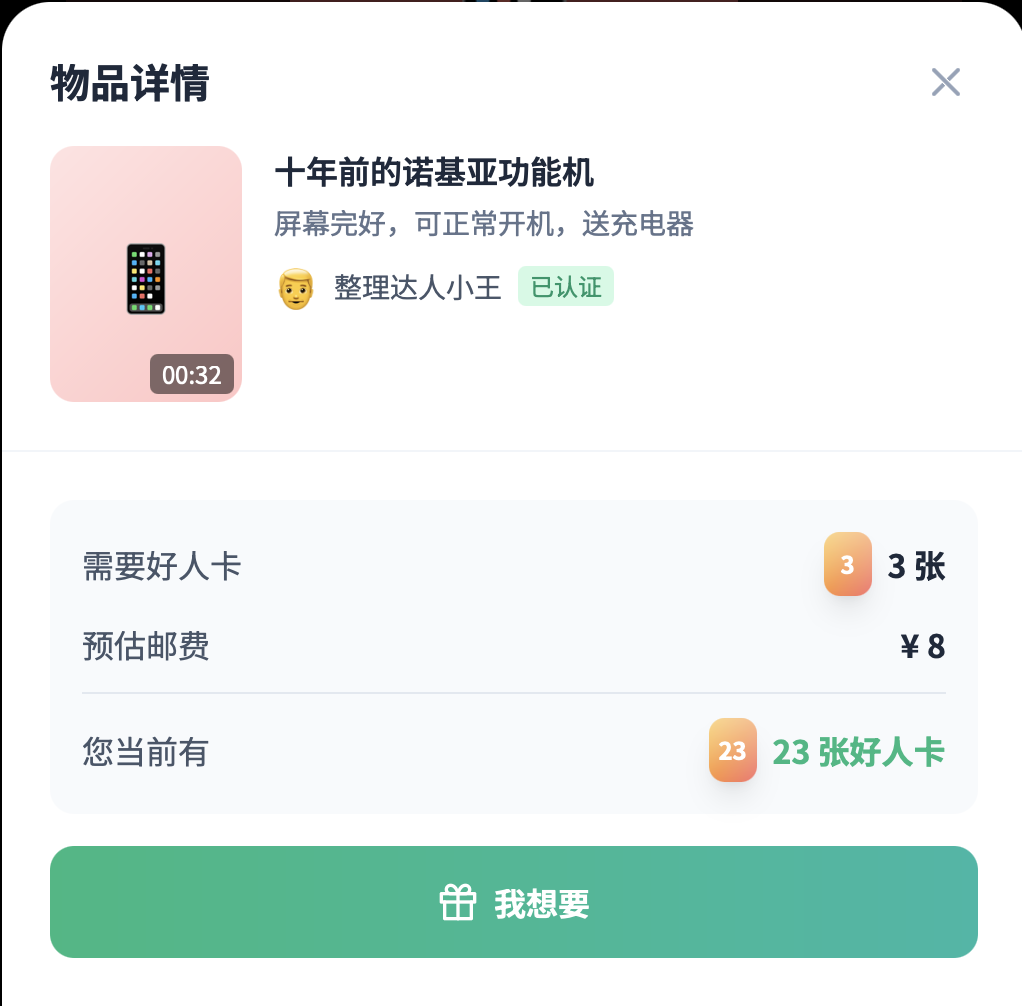 物品详情
十年前的诺基亚功能机
屏幕完好，可正常开机，送充电器
整理达人小王 已认证
00:32
需要好人卡 3 3 张
预估邮费 ¥ 8
您当前有 23 23 张好人卡
我想要